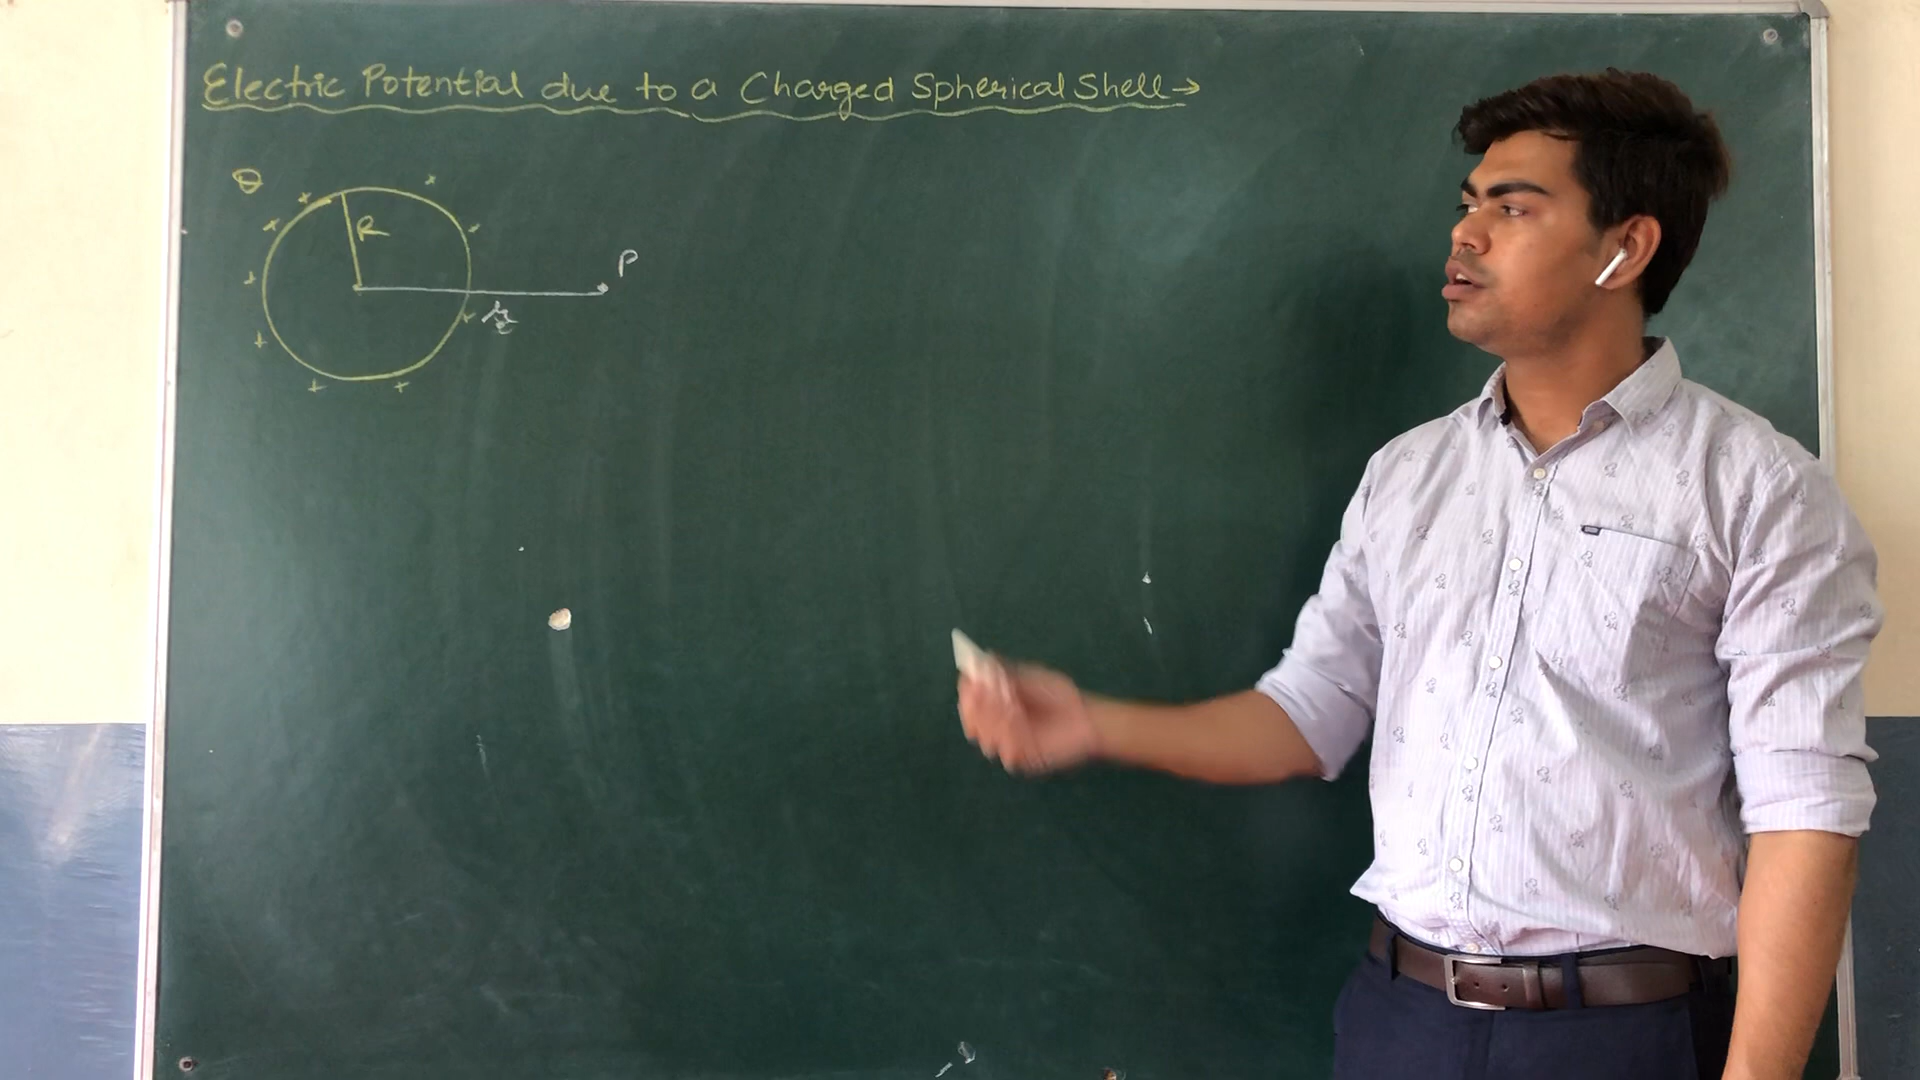 Electric Potential due to a Charged Spherical Shell→
Q
R
P
r